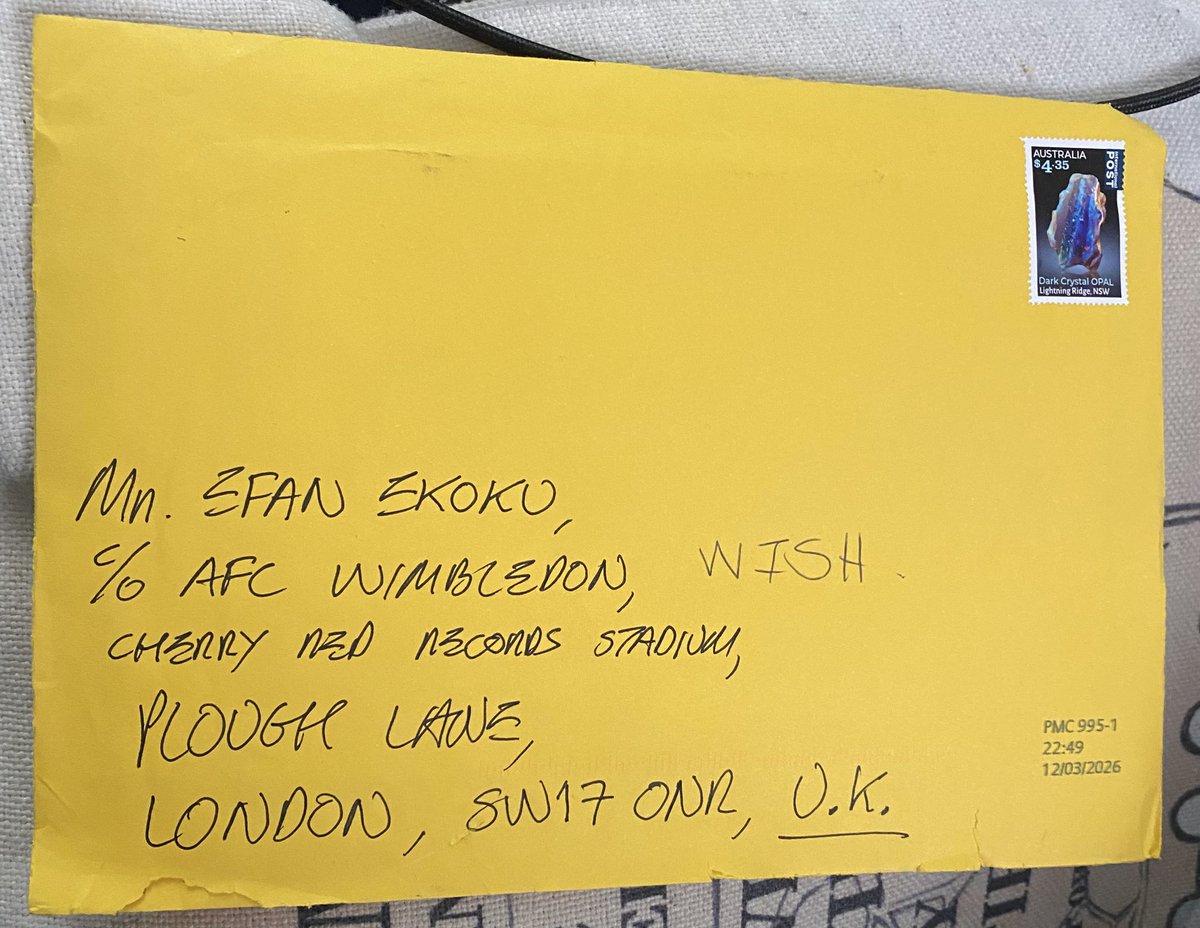 AUSTRALIA
$4.35
INTERNATIONAL POST
Dark Crystal OPAL
Lightning Ridge, NSW
Mr. EFAN EKOKU,
c/o AFC WIMBLEDON, WISH.
CHERRY RED RECORDS STADIUM,
PLOUGH LANE,
LONDON, SW17 0NR, U.K.
PMC 995-1
22:49
12/03/2026